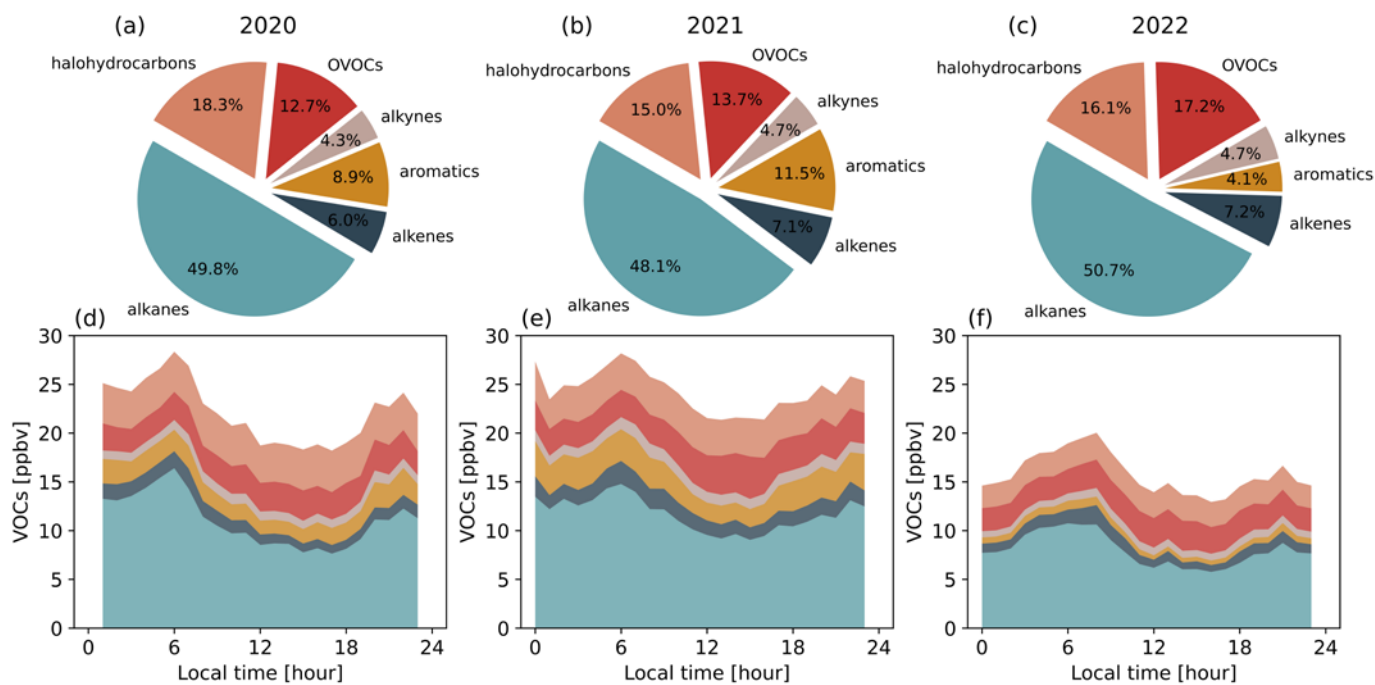 (a) 2020
halohydrocarbons
OVOCs
18.3%
12.7%
alkynes
4.3%
8.9%
aromatics
6.0%
alkenes
49.8%
alkanes
(b) 2021
OVOCs
halohydrocarbons
15.0%
13.7%
alkynes
4.7%
11.5%
aromatics
7.1%
alkenes
48.1%
alkanes
(c) 2022
OVOCs
halohydrocarbons
16.1%
17.2%
alkynes
4.7%
4.1%
aromatics
7.2%
alkenes
50.7%
alkanes
(d)
VOCs [ppbv]
30
25
20
15
10
5
0
0 6 12 18 24
Local time [hour]
(e)
VOCs [ppbv]
30
25
20
15
10
5
0
0 6 12 18 24
Local time [hour]
(f)
VOCs [ppbv]
30
25
20
15
10
5
0
0 6 12 18 24
Local time [hour]